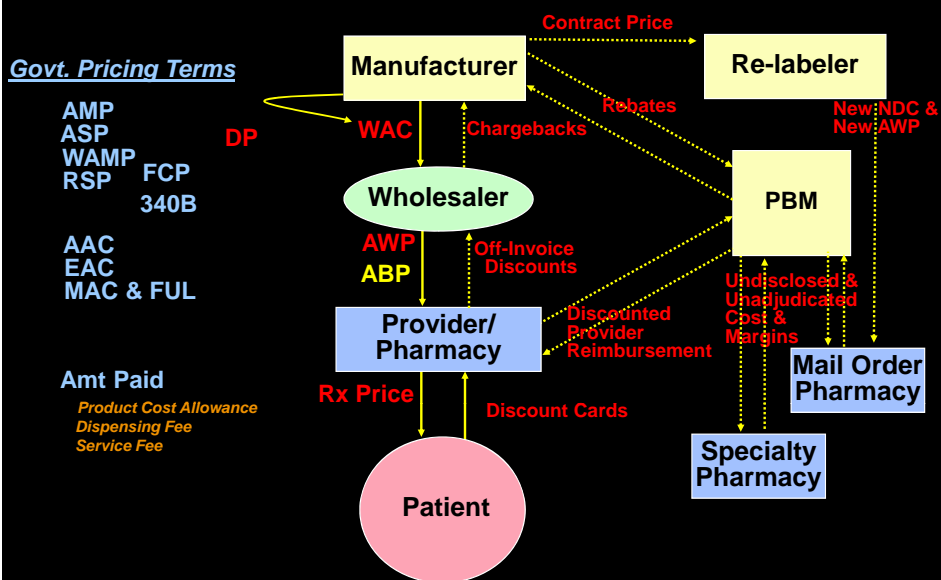 Contract Price
Govt. Pricing Terms
Manufacturer
Re-labeler
AMP
ASP
WAMP
RSP
FCP
340B
DP
WAC
Chargebacks
Rebates
New NDC &
New AWP
Wholesaler
PBM
AAC
EAC
MAC & FUL
AWP
ABP
Off-Invoice
Discounts
Undisclosed &
Unadjudicated
Cost &
Margins
Provider/
Pharmacy
Discounted
Provider
Reimbursement
Mail Order
Pharmacy
Amt Paid
Product Cost Allowance
Dispensing Fee
Service Fee
Rx Price
Discount Cards
Specialty
Pharmacy
Patient